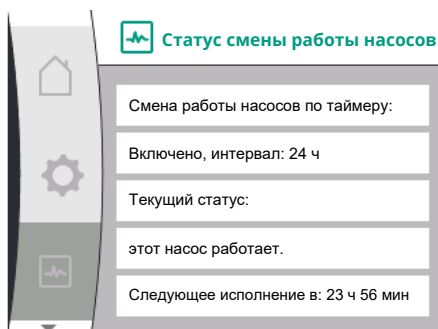 Статус смены работы насосов
Смена работы насосов по таймеру:
Включено, интервал: 24 ч
Текущий статус:
этот насос работает.
Следующее исполнение в: 23 ч 56 мин